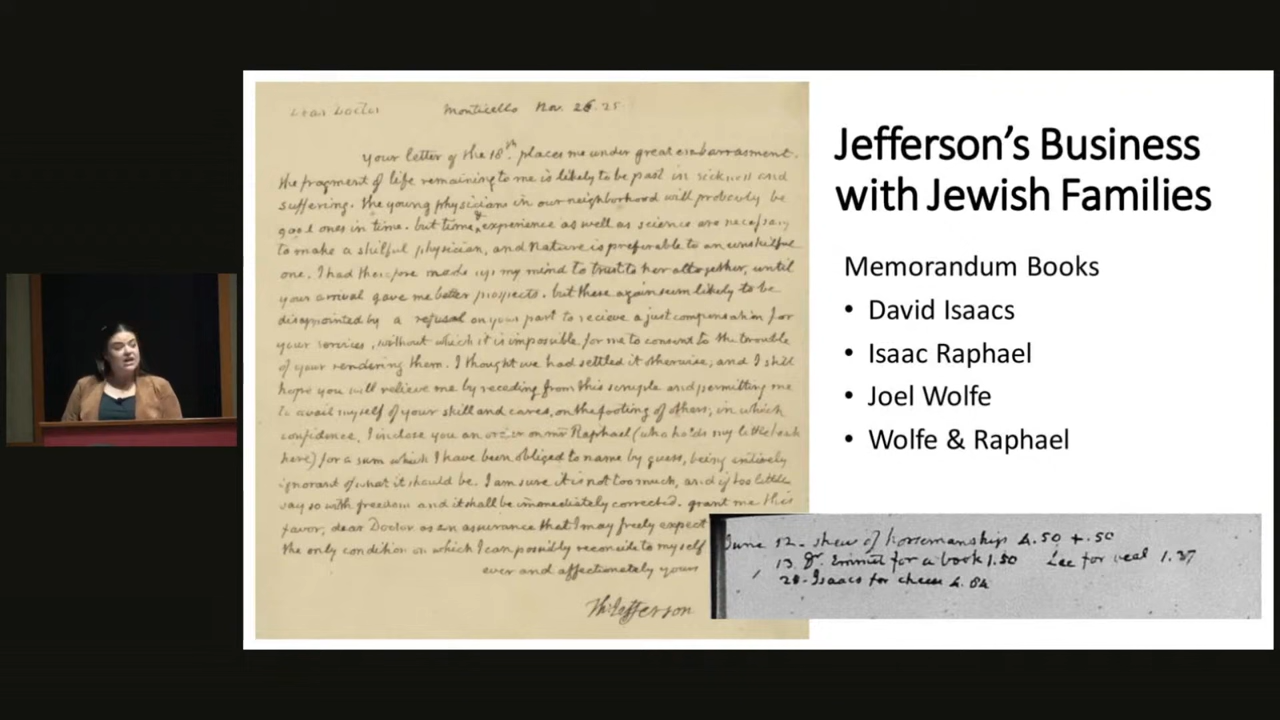 Dear Doctor Monticello Nov. 26. 25.
Your letter of the 18th. places me under great embarrasment.
the fragment of life remaining to me is likely to be past in sickness and
suffering. the young physicians in our neighborhood will probably be
good ones in time. but time, & experience as well as science are necessary
to make a skilful physician, and Nature is preferable to an unskilful
one. I had therefore made up my mind to trust to her altogether, until
your arrival gave me better prospects. but these again seem likely to be
disappointed by a refusal on your part to recieve a just compensation for
your services, without which it is impossible for me to consent to the trouble
of your rendering them. I thought we had settled it otherwise; and I still
hope you will relieve me by receding from this scruple and permitting me
to avail myself of your skill and cares, on the footing of others; in which
confidence, I inclose you an order on mr Raphael (who holds my little bank
here) for a sum which I have been obliged to name by guess, being entirely
ignorant of what it should be. I am sure it is not too much, and if too little
say so with freedom and it shall be immediately corrected. grant me this
favor, dear Doctor as an assurance that I may freely expect
the only condition on which I can possibly reconcile to myself
ever and affectionately yours
Th: Jefferson
Jefferson’s Business
with Jewish Families
Memorandum Books
• David Isaacs
• Isaac Raphael
• Joel Wolfe
• Wolfe & Raphael
June 12. shew of horsemanship 4.50 + .50
13. Dr. Emmet for a book 1.50 Lee for veal 1.37
20. Isaacs for cheese 4.84